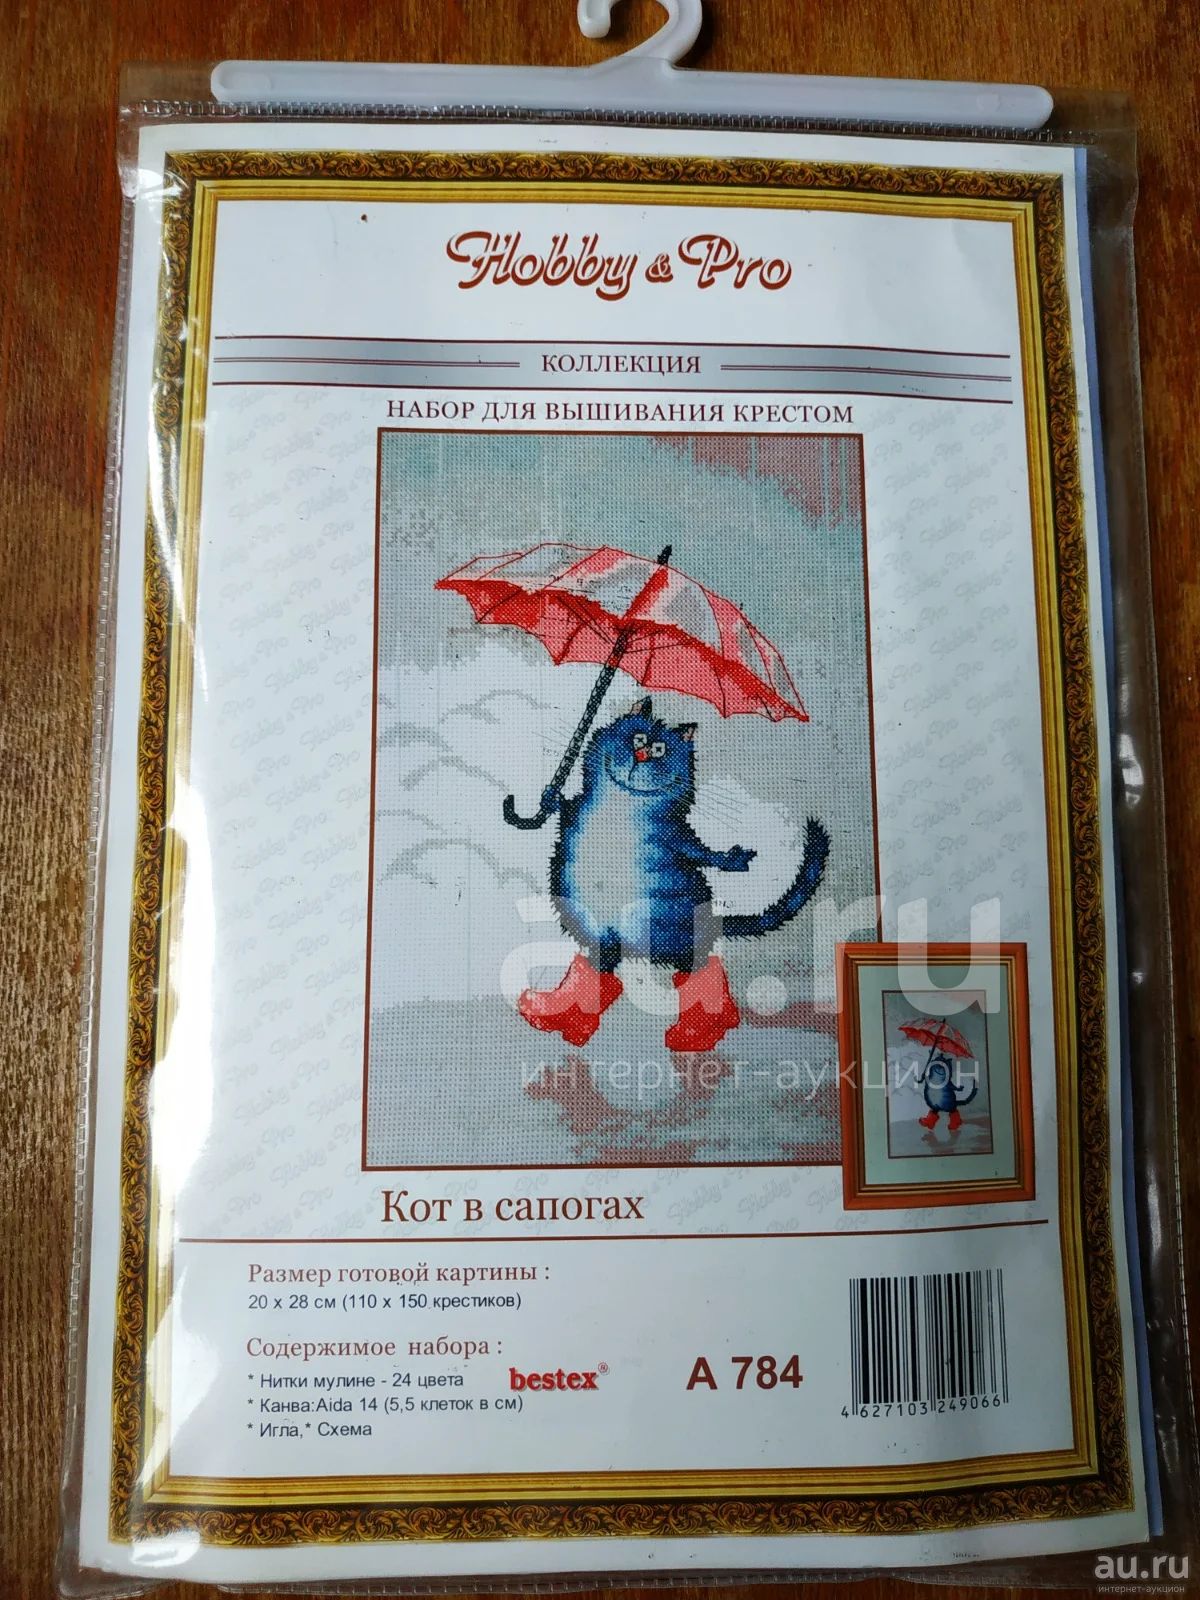 Hobby & Pro
КОЛЛЕКЦИЯ
НАБОР ДЛЯ ВЫШИВАНИЯ КРЕСТОМ
au.ru
интернет-аукцион
Кот в сапогах
Размер готовой картины :
20 х 28 см (110 х 150 крестиков)
Содержимое набора :
* Нитки мулине - 24 цвета
bestex®
* Канва:Aida 14 (5,5 клеток в см)
* Игла,* Схема
А 784
4 627103 249066
au.ru
интернет-аукцион